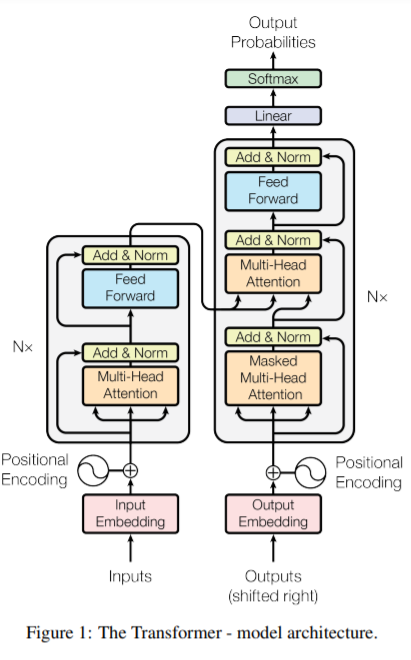 Output
Probabilities
Softmax
Linear
Add & Norm
Feed
Forward
Add & Norm
Multi-Head
Attention
Add & Norm
Masked
Multi-Head
Attention
N×
Add & Norm
Feed
Forward
Add & Norm
Multi-Head
Attention
N×
Positional
Encoding
Positional
Encoding
Input
Embedding
Output
Embedding
Inputs
Outputs
(shifted right)
Figure 1: The Transformer - model architecture.